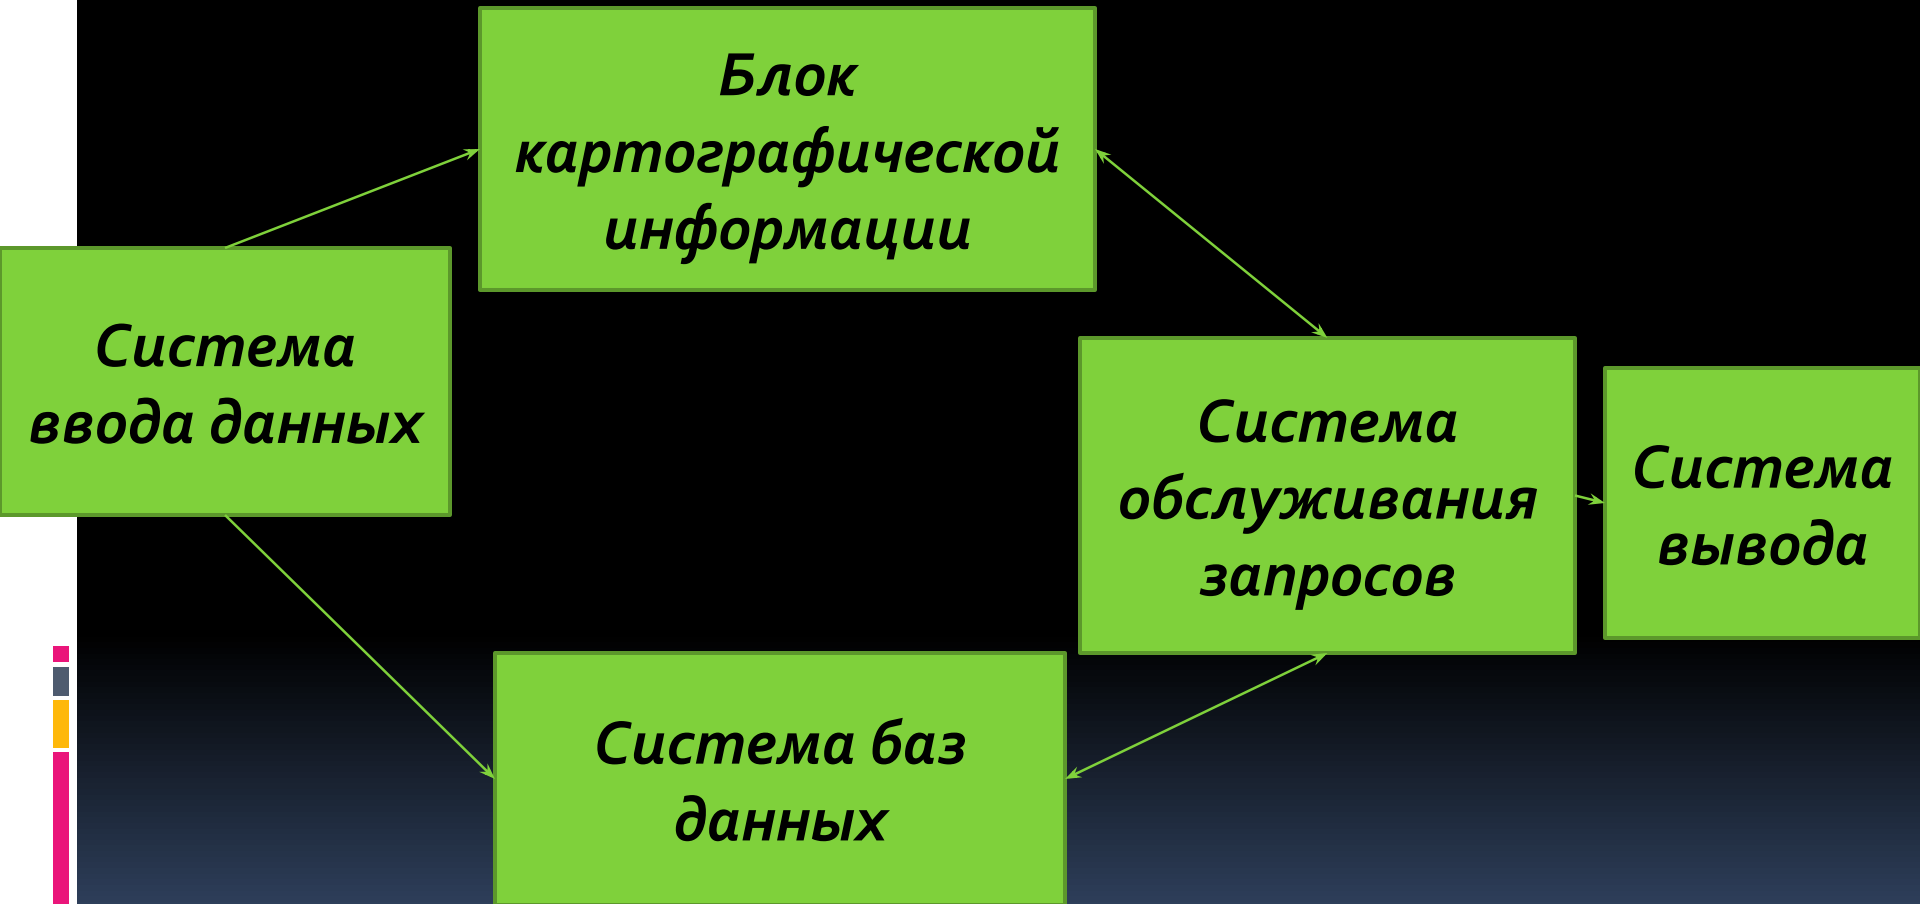 Блок
картографической
информации
Система
ввода данных
Система
обслуживания
запросов
Система
вывода
Система баз
данных